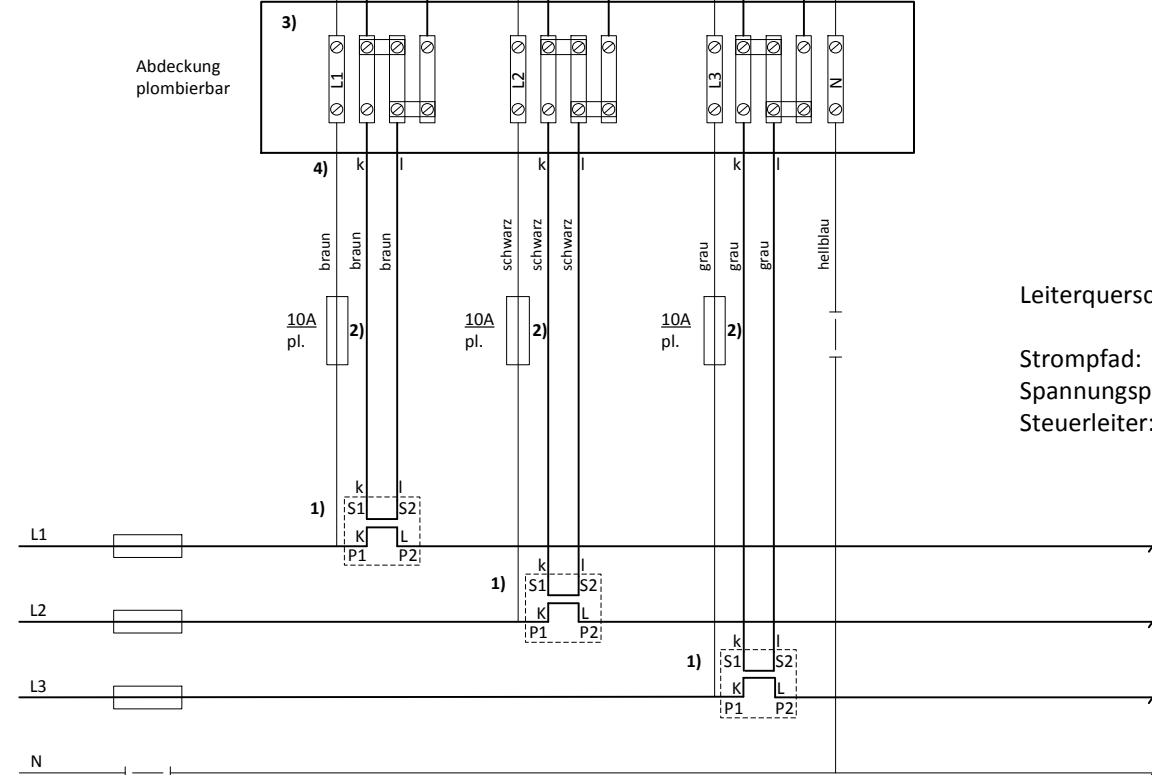 3)
Abdeckung
plombierbar
L1
L2
L3
N
4)
k l
k l
k l
braun
braun
braun
schwarz
schwarz
schwarz
grau
grau
grau
hellblau
10A
pl.
2)
10A
pl.
2)
10A
pl.
2)
Strompfad:
Steuerleiter:
1)
k l
S1 S2
K L
P1 P2
L1
1)
k l
S1 S2
K L
P1 P2
L2
1)
k l
S1 S2
K L
P1 P2
L3
N